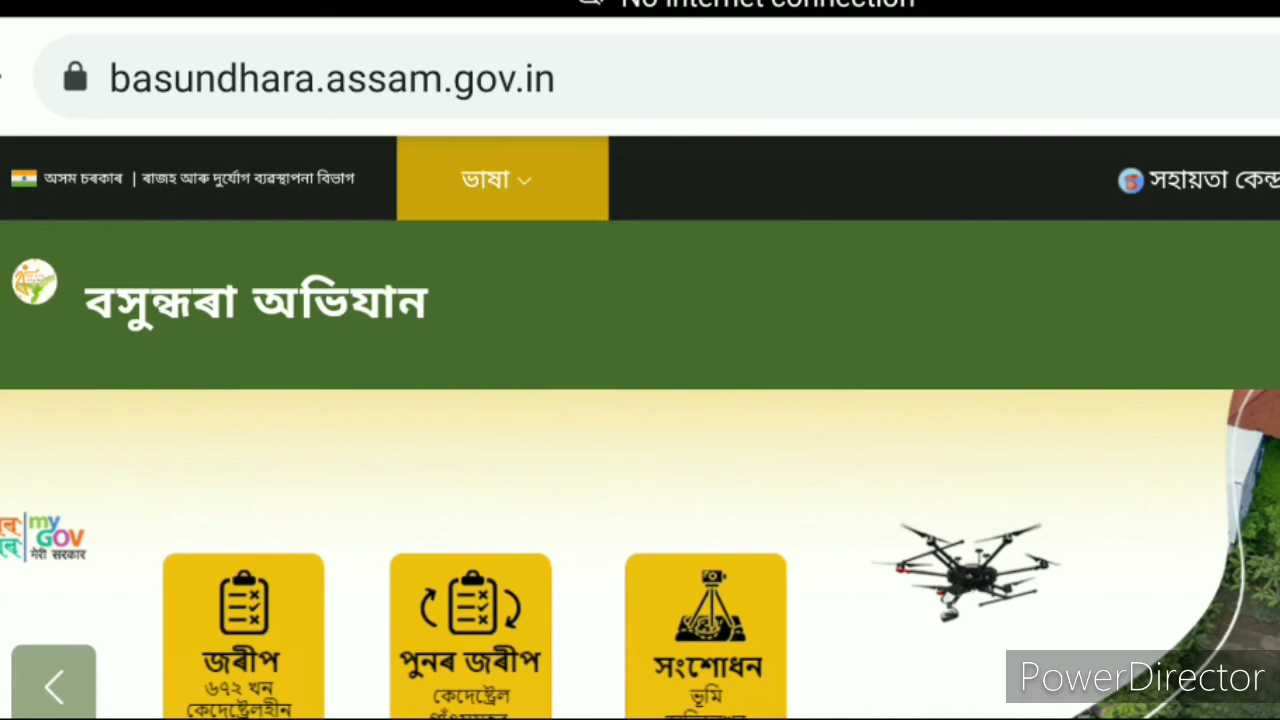 No internet connection
basundhara.assam.gov.in
অসম চৰকাৰ | ৰাজহ আৰু দুৰ্যোগ ব্যৱস্থাপনা বিভাগ
ভাষা
সহায়তা কেন্দ্ৰ
বসুন্ধৰা অভিযান
my
GOV
मेरी सरकार
জৰীপ
৬৭২ খন
কেদেষ্ট্ৰেলহীন
পুনৰ জৰীপ
কেদেষ্ট্ৰেল
সংশোধন
ভূমি
PowerDirector